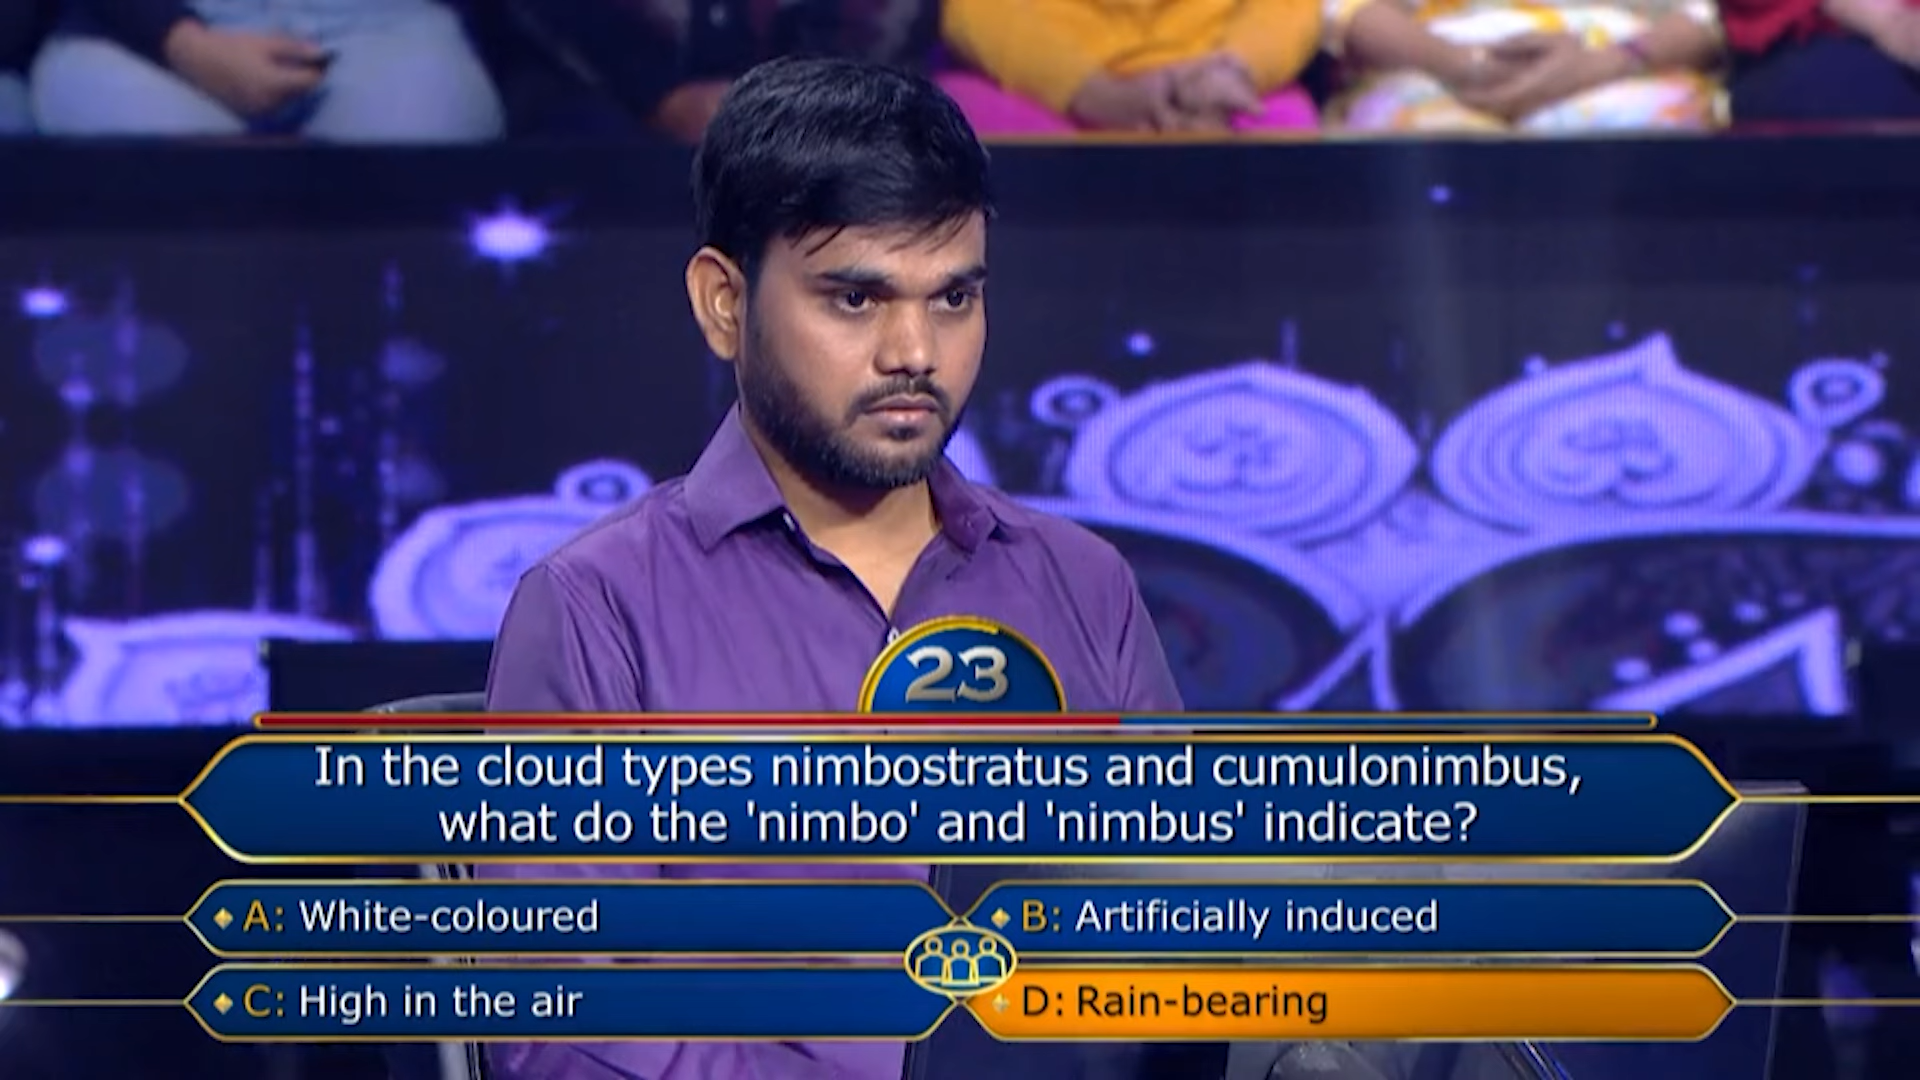 23
In the cloud types nimbostratus and cumulonimbus,
what do the 'nimbo' and 'nimbus' indicate?
A: White-coloured
B: Artificially induced
C: High in the air
D: Rain-bearing